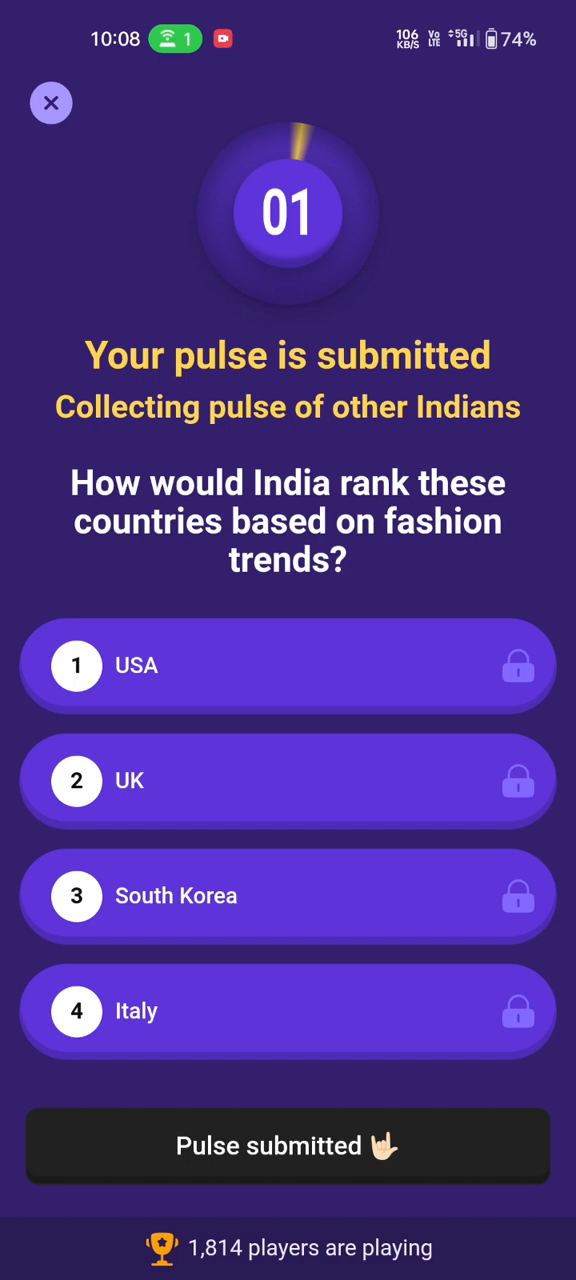 10:08 1 106 KB/S Vo LTE 5G 74%
01
Your pulse is submitted
Collecting pulse of other Indians
How would India rank these
countries based on fashion
trends?
1 USA
2 UK
3 South Korea
4 Italy
Pulse submitted 🤟🏻
1,814 players are playing